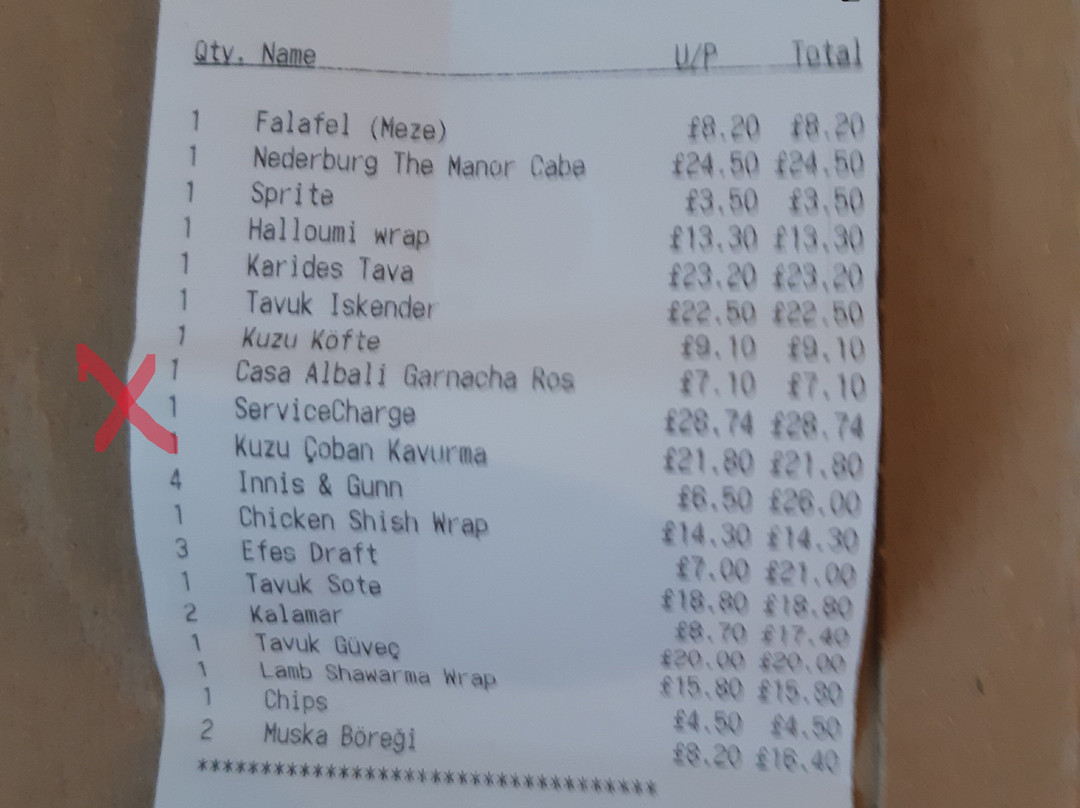 Qty. Name U/P Total
1 Falafel (Meze) £8.20 £8.20
1 Nederburg The Manor Cabe £24.50 £24.50
1 Sprite £3.50 £3.50
1 Halloumi wrap £13.30 £13.30
1 Karides Tava £23.20 £23.20
1 Tavuk Iskender £22.50 £22.50
1 Kuzu Köfte £9.10 £9.10
1 Casa Albali Garnacha Ros £7.10 £7.10
1 ServiceCharge £28.74 £28.74
1 Kuzu Çoban Kavurma £21.80 £21.80
4 Innis & Gunn £6.50 £26.00
1 Chicken Shish Wrap £14.30 £14.30
3 Efes Draft £7.00 £21.00
1 Tavuk Sote £18.80 £18.80
2 Kalamar £8.70 £17.40
1 Tavuk Güveç £20.00 £20.00
1 Lamb Shawarma Wrap £15.80 £15.80
1 Chips £4.50 £4.50
2 Muska Böreği £8.20 £16.40
************************************